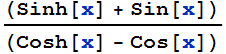 (Sinh[x] + Sin[x])
(Cosh[x] - Cos[x])